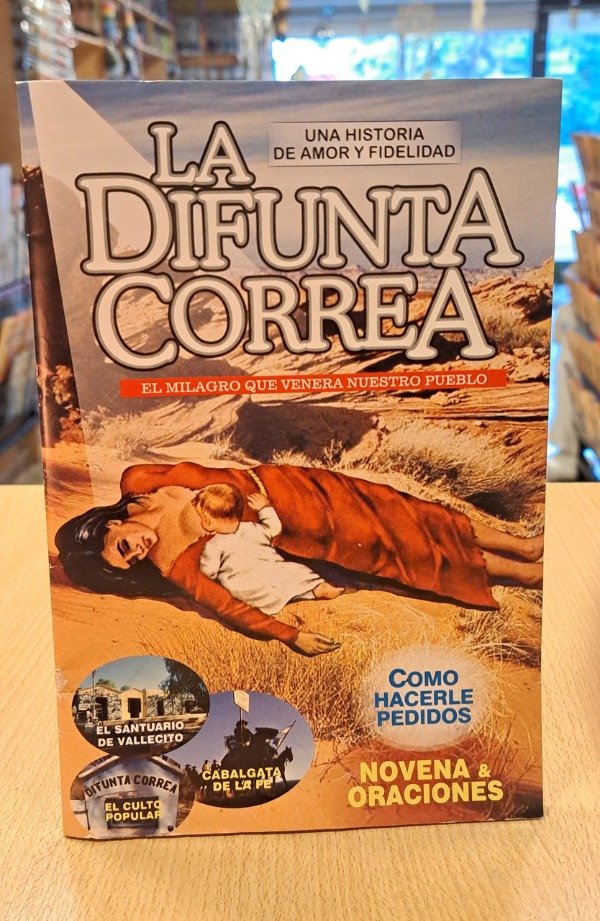 LA
UNA HISTORIA
DE AMOR Y FIDELIDAD
DIFUNTA
CORREA
EL MILAGRO QUE VENERA NUESTRO PUEBLO
COMO
HACERLE
PEDIDOS
EL SANTUARIO
DE VALLECITO
CABALGATA
DE LA FE
DIFUNTA CORREA
EL CULTO
POPULAR
NOVENA &
ORACIONES